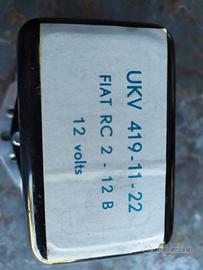 UKV 419-11-22
FIAT RC 2 - 12 B
12 volts